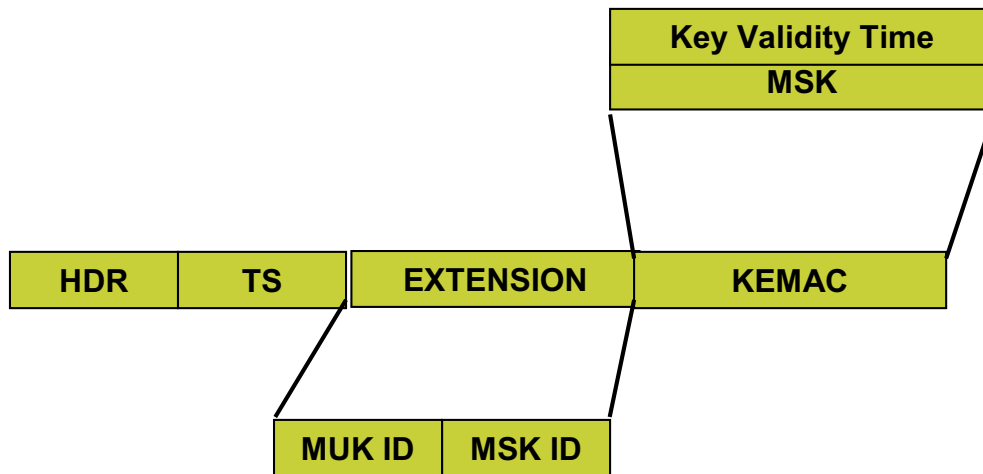 Key Validity Time
MSK
HDR TS EXTENSION KEMAC
MUK ID MSK ID